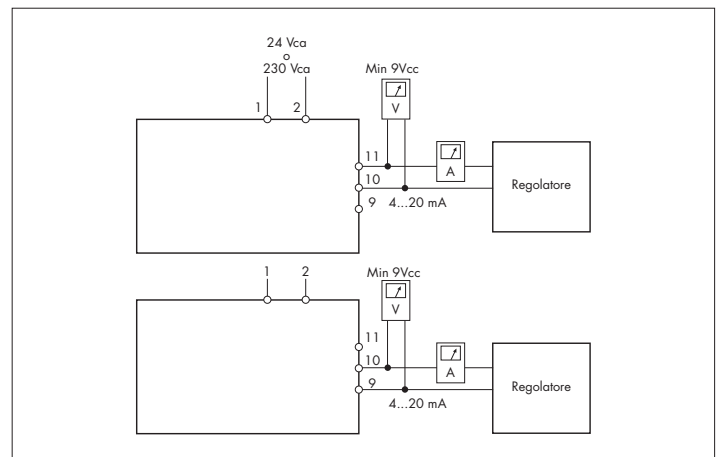 24 Vca
o
230 Vca
Min 9Vcc
1 2
V
11
A
10
Regolatore
9 4...20 mA
1 2
Min 9Vcc
V
11
10
A
9
Regolatore
4...20 mA